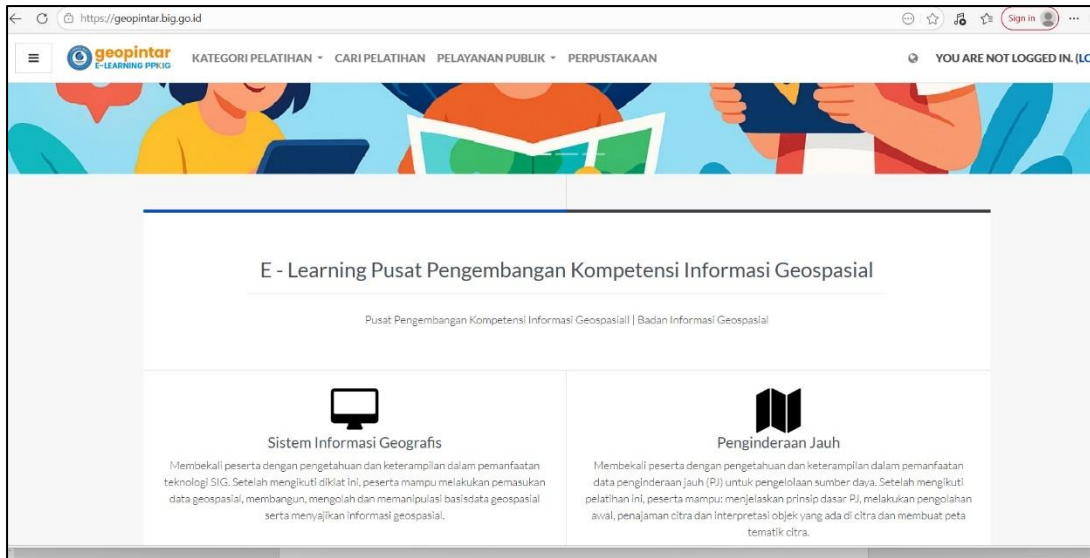 https://geopintar.big.go.id
Sign in
geopintar
E-LEARNING PPKIG
KATEGORI PELATIHAN
CARI PELATIHAN
PELAYANAN PUBLIK
PERPUSTAKAAN
YOU ARE NOT LOGGED IN. (LO
E - Learning Pusat Pengembangan Kompetensi Informasi Geospasial
Pusat Pengembangan Kompetensi Informasi Geospasiall | Badan Informasi Geospasial
Sistem Informasi Geografis
Membekali peserta dengan pengetahuan dan keterampilan dalam pemanfaatan
teknologi SIG. Setelah mengikuti diklat ini, peserta mampu melakukan pemasukan
data geospasial, membangun, mengolah dan memanipulasi basisdata geospasial
serta menyajikan informasi geospasial.
Penginderaan Jauh
Membekali peserta dengan pengetahuan dan keterampilan dalam pemanfaatan
data penginderaan jauh (PJ) untuk pengelolaan sumber daya. Setelah mengikuti
pelatihan ini, peserta mampu: menjelaskan prinsip dasar PJ, melakukan pengolahan
awal, penajaman citra dan interpretasi objek yang ada di citra dan membuat peta
tematik citra.